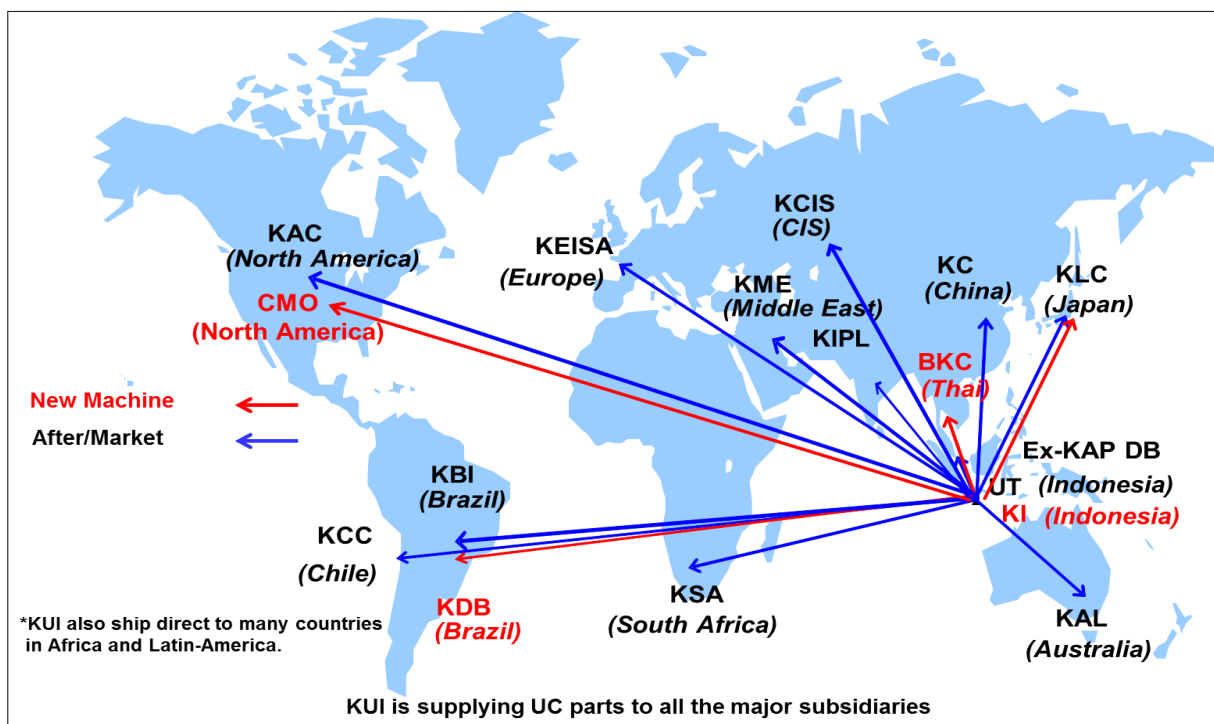 KCIS
(CIS)
KAC
(North America)
KEISA
(Europe)
KC
(China)
KLC
(Japan)
KME
(Middle East)
CMO
(North America)
KIPL
BKC
(Thai)
New Machine
After/Market
Ex-KAP DB
UT (Indonesia)
KI (Indonesia)
KBI
(Brazil)
KCC
(Chile)
KSA
(South Africa)
KDB
(Brazil)
KAL
(Australia)
*KUI also ship direct to many countries
in Africa and Latin-America.
KUI is supplying UC parts to all the major subsidiaries